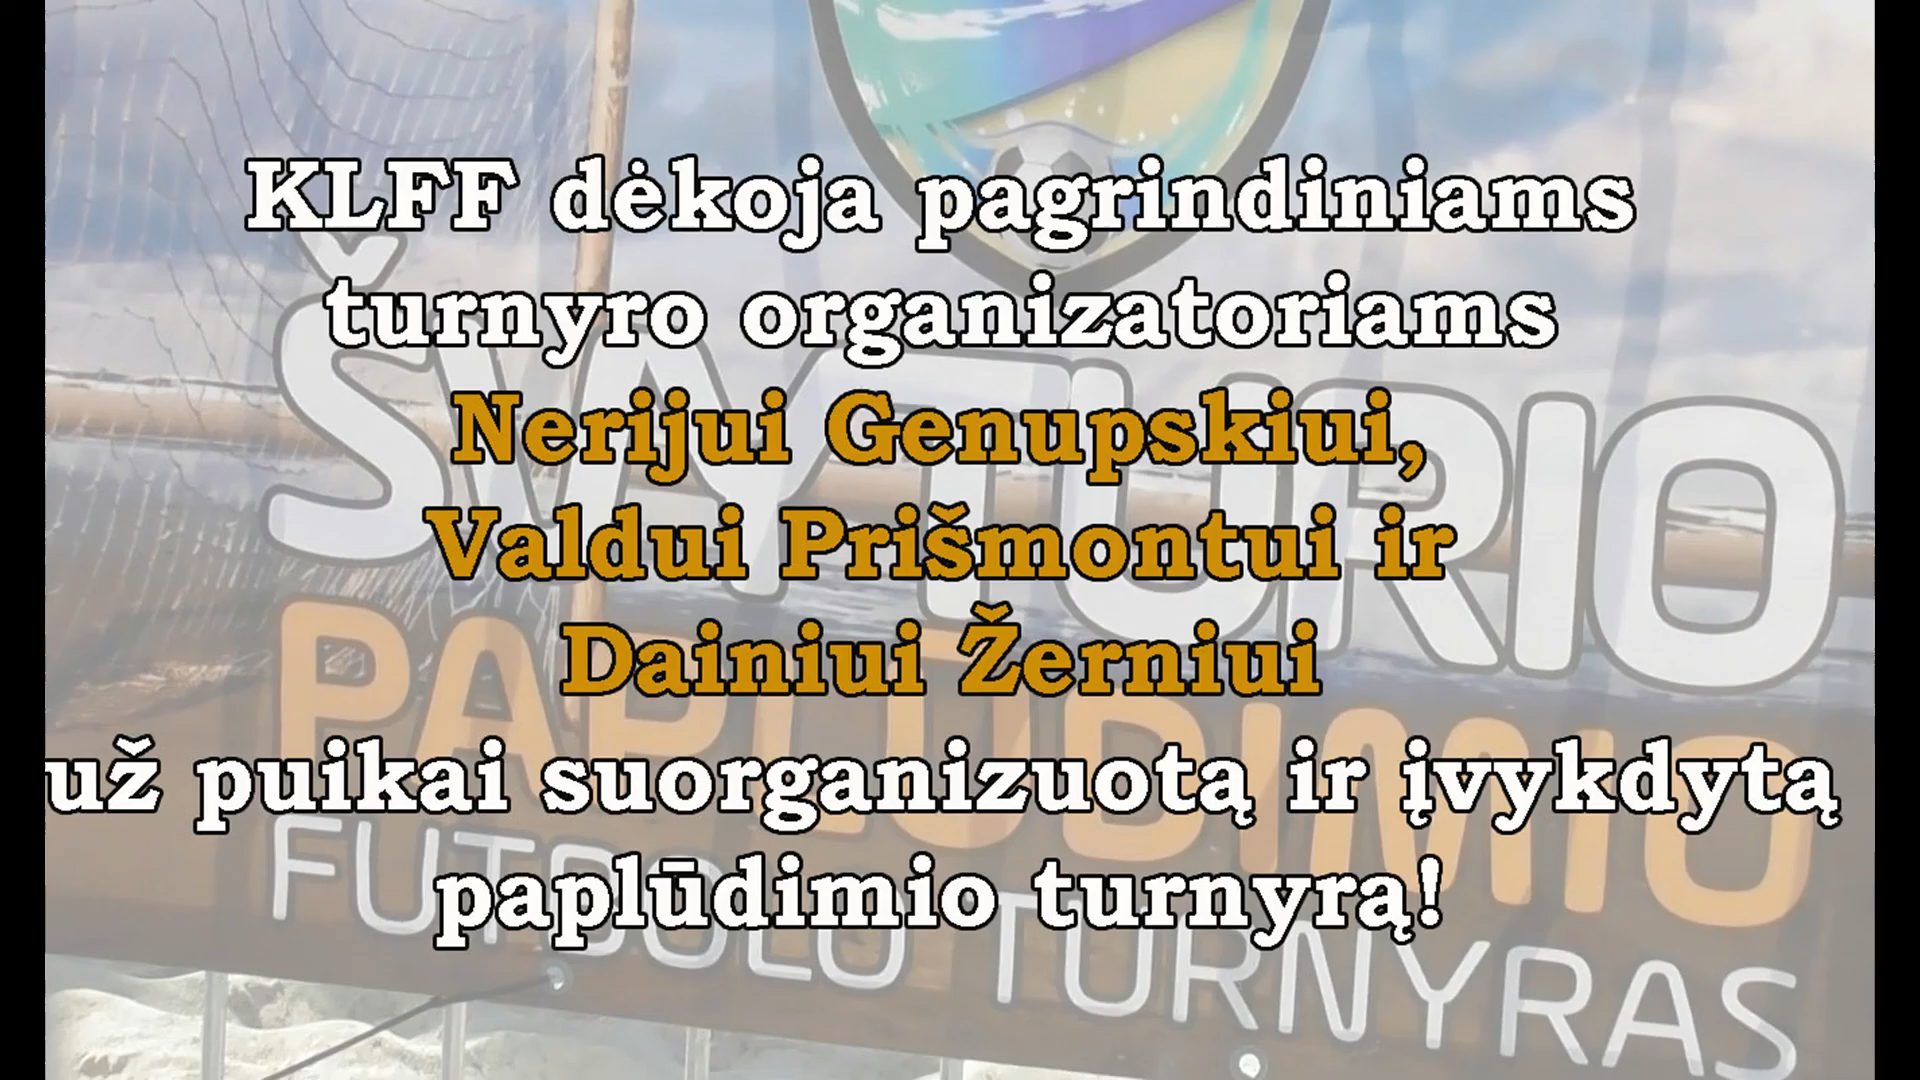 KLFF dėkoja pagrindiniams
turnyro organizatoriams
Nerijui Genupskiui,
Valdui Prišmontui ir
Dainiui Žerniui
už puikai suorganizuotą ir įvykdytą
paplūdimio turnyrą!
ŠVYTURIO
PAPLŪDIMIO
FUTBOLO TURNYRAS